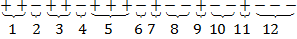 + + − + + − + + + − + − − + − − + − − −
1 2 3 4 5 6 7 8 9 10 11 12